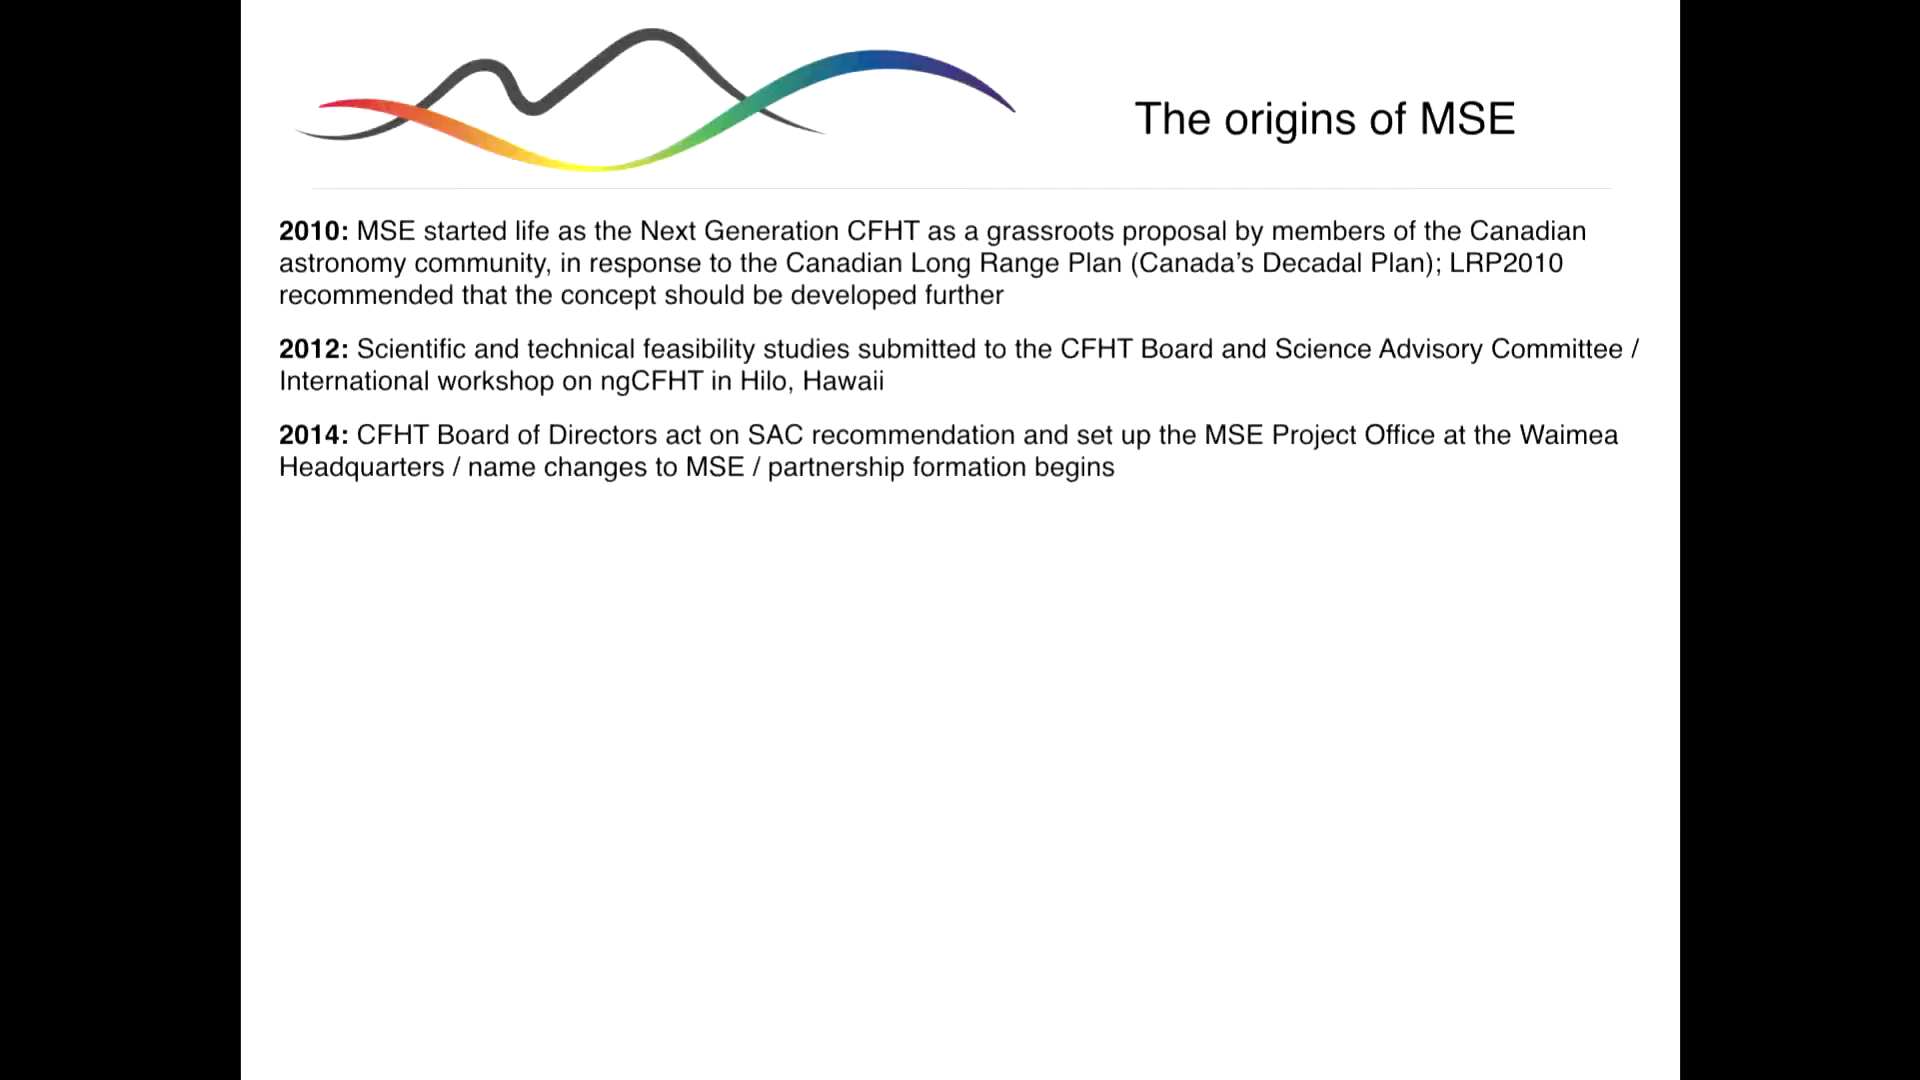 The origins of MSE
2010: MSE started life as the Next Generation CFHT as a grassroots proposal by members of the Canadian
astronomy community, in response to the Canadian Long Range Plan (Canada’s Decadal Plan); LRP2010
recommended that the concept should be developed further
2012: Scientific and technical feasibility studies submitted to the CFHT Board and Science Advisory Committee /
International workshop on ngCFHT in Hilo, Hawaii
2014: CFHT Board of Directors act on SAC recommendation and set up the MSE Project Office at the Waimea
Headquarters / name changes to MSE / partnership formation begins